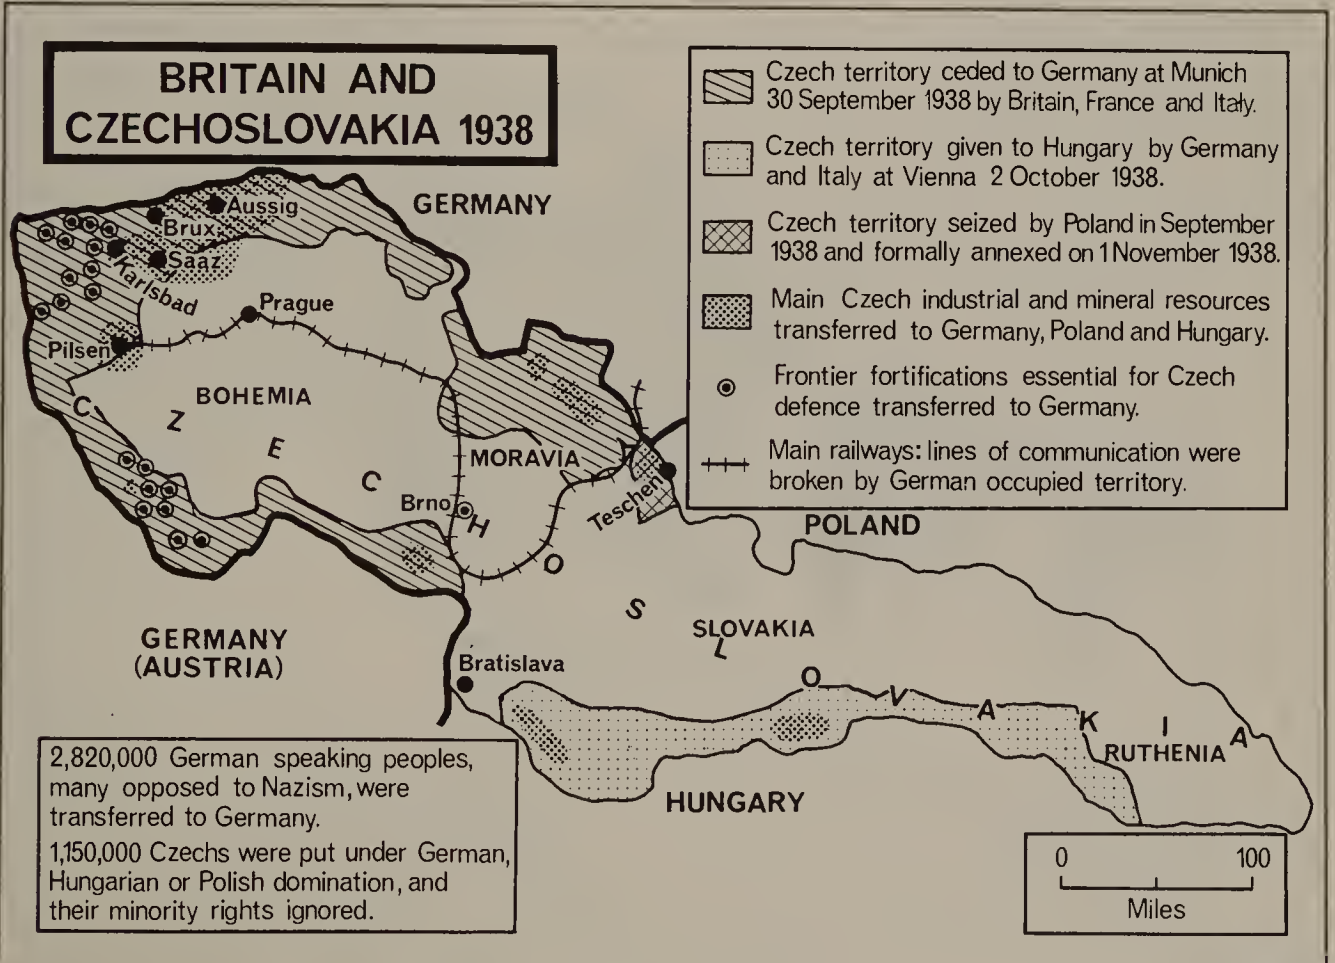 BRITAIN AND
CZECHOSLOVAKIA 1938
Czech territory ceded to Germany at Munich
30 September 1938 by Britain, France and Italy.
Czech territory given to Hungary by Germany
and Italy at Vienna 2 October 1938.
Czech territory seized by Poland in September
1938 and formally annexed on 1 November 1938.
Main Czech industrial and mineral resources
transferred to Germany, Poland and Hungary.
Frontier fortifications essential for Czech
defence transferred to Germany.
Main railways: lines of communication were
broken by German occupied territory.
GERMANY
Aussig
Brux
Saaz
Karlsbad
Prague
Pilsen
BOHEMIA
MORAVIA
Brno
Teschen
POLAND
CZECHOSLOVAKIA
SLOVAKIA
GERMANY
(AUSTRIA)
Bratislava
RUTHENIA
HUNGARY
2,820,000 German speaking peoples,
many opposed to Nazism, were
transferred to Germany.
1,150,000 Czechs were put under German,
Hungarian or Polish domination, and
their minority rights ignored.
0 100
Miles